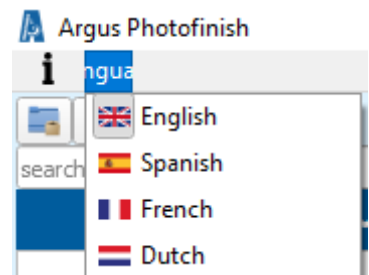 Argus Photofinish
i
ngua
English
search
Spanish
French
Dutch